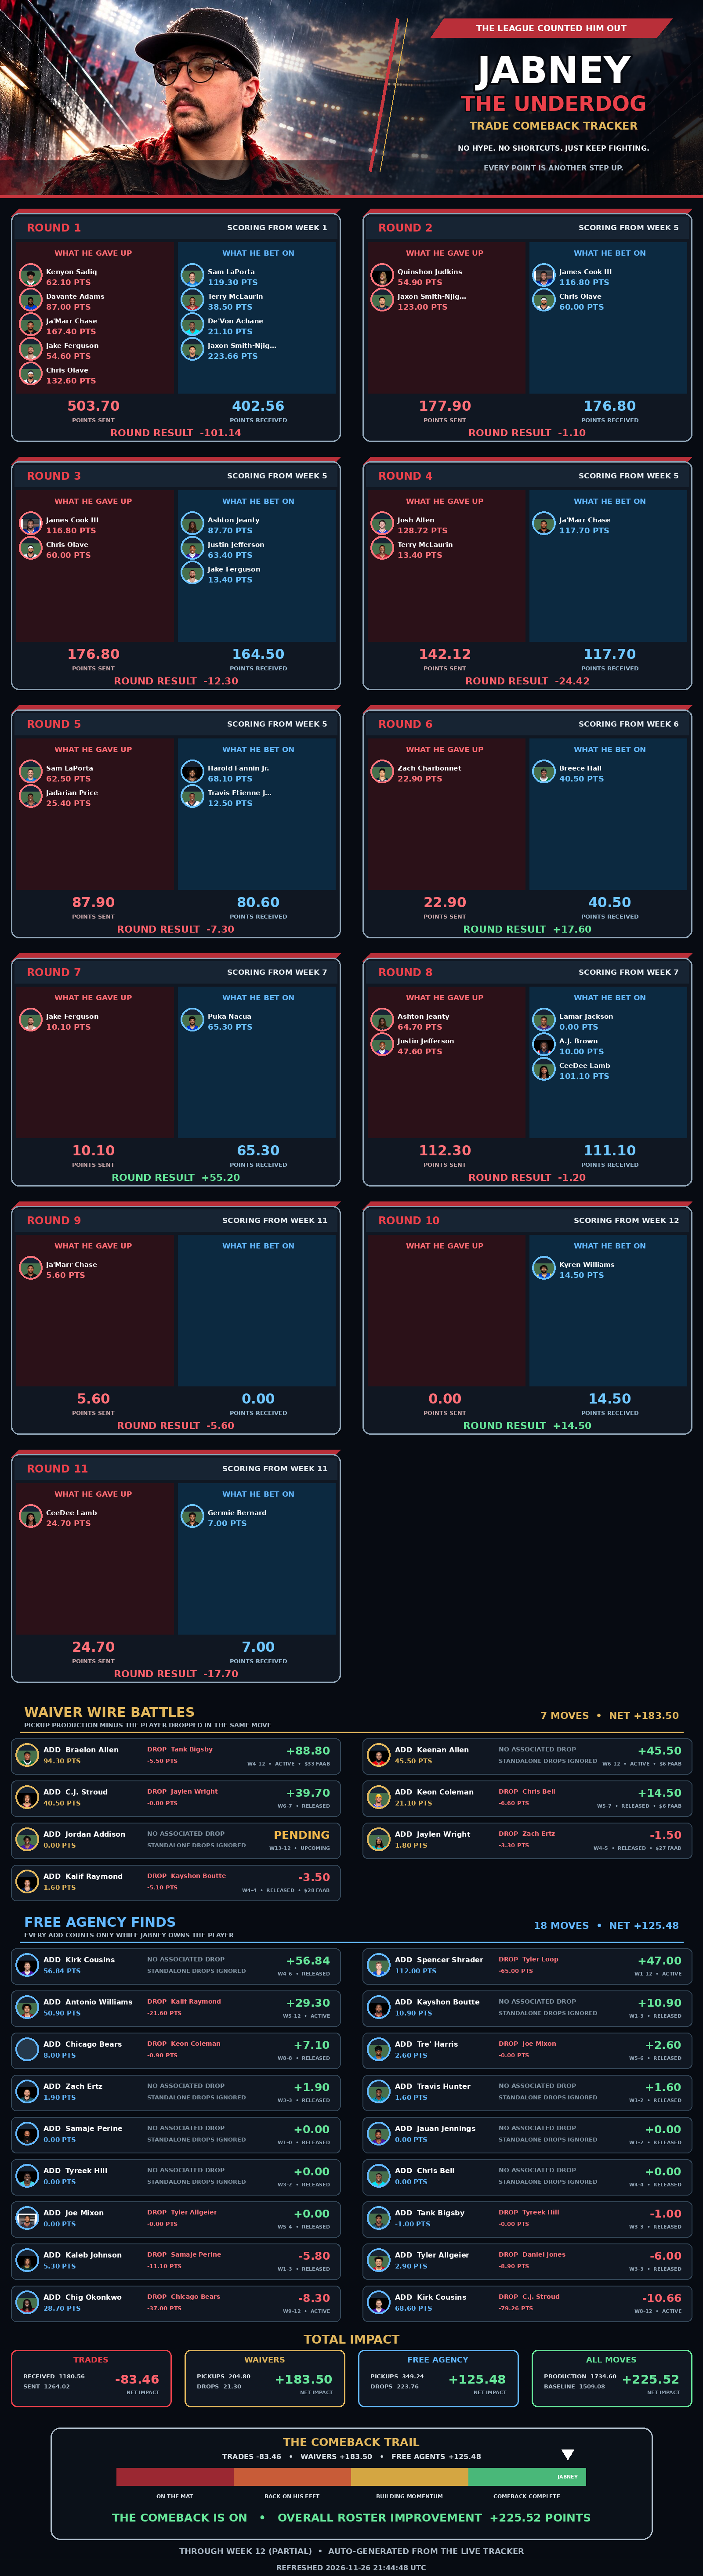 THE LEAGUE COUNTED HIM OUT
JABNEY
THE UNDERDOG
TRADE COMEBACK TRACKER
NO HYPE. NO SHORTCUTS. JUST KEEP FIGHTING.
EVERY POINT IS ANOTHER STEP UP.
ROUND 1 SCORING FROM WEEK 1
WHAT HE GAVE UP
Kenyon Sadiq
62.10 PTS
Davante Adams
87.00 PTS
Ja'Marr Chase
167.40 PTS
Jake Ferguson
54.60 PTS
Chris Olave
132.60 PTS
WHAT HE BET ON
Sam LaPorta
119.30 PTS
Terry McLaurin
38.50 PTS
De'Von Achane
21.10 PTS
Jaxon Smith-Njig...
223.66 PTS
503.70 402.56
POINTS SENT POINTS RECEIVED
ROUND RESULT -101.14
ROUND 2 SCORING FROM WEEK 5
WHAT HE GAVE UP
Quinshon Judkins
54.90 PTS
Jaxon Smith-Njig...
123.00 PTS
WHAT HE BET ON
James Cook III
116.80 PTS
Chris Olave
60.00 PTS
177.90 176.80
POINTS SENT POINTS RECEIVED
ROUND RESULT -1.10
ROUND 3 SCORING FROM WEEK 5
WHAT HE GAVE UP
James Cook III
116.80 PTS
Chris Olave
60.00 PTS
WHAT HE BET ON
Ashton Jeanty
87.70 PTS
Justin Jefferson
63.40 PTS
Jake Ferguson
13.40 PTS
176.80 164.50
POINTS SENT POINTS RECEIVED
ROUND RESULT -12.30
ROUND 4 SCORING FROM WEEK 5
WHAT HE GAVE UP
Josh Allen
128.72 PTS
Terry McLaurin
13.40 PTS
WHAT HE BET ON
Ja'Marr Chase
117.70 PTS
142.12 117.70
POINTS SENT POINTS RECEIVED
ROUND RESULT -24.42
ROUND 5 SCORING FROM WEEK 5
WHAT HE GAVE UP
Sam LaPorta
62.50 PTS
Jadarian Price
25.40 PTS
WHAT HE BET ON
Harold Fannin Jr.
68.10 PTS
Travis Etienne J...
12.50 PTS
87.90 80.60
POINTS SENT POINTS RECEIVED
ROUND RESULT -7.30
ROUND 6 SCORING FROM WEEK 6
WHAT HE GAVE UP
Zach Charbonnet
22.90 PTS
WHAT HE BET ON
Breece Hall
40.50 PTS
22.90 40.50
POINTS SENT POINTS RECEIVED
ROUND RESULT +17.60
ROUND 7 SCORING FROM WEEK 7
WHAT HE GAVE UP
Jake Ferguson
10.10 PTS
WHAT HE BET ON
Puka Nacua
65.30 PTS
10.10 65.30
POINTS SENT POINTS RECEIVED
ROUND RESULT +55.20
ROUND 8 SCORING FROM WEEK 7
WHAT HE GAVE UP
Ashton Jeanty
64.70 PTS
Justin Jefferson
47.60 PTS
WHAT HE BET ON
Lamar Jackson
0.00 PTS
A.J. Brown
10.00 PTS
CeeDee Lamb
101.10 PTS
112.30 111.10
POINTS SENT POINTS RECEIVED
ROUND RESULT -1.20
ROUND 9 SCORING FROM WEEK 11
WHAT HE GAVE UP
Ja'Marr Chase
5.60 PTS
WHAT HE BET ON
5.60 0.00
POINTS SENT POINTS RECEIVED
ROUND RESULT -5.60
ROUND 10 SCORING FROM WEEK 12
WHAT HE GAVE UP
WHAT HE BET ON
Kyren Williams
14.50 PTS
0.00 14.50
POINTS SENT POINTS RECEIVED
ROUND RESULT +14.50
ROUND 11 SCORING FROM WEEK 11
WHAT HE GAVE UP
CeeDee Lamb
24.70 PTS
WHAT HE BET ON
Germie Bernard
7.00 PTS
24.70 7.00
POINTS SENT POINTS RECEIVED
ROUND RESULT -17.70
WAIVER WIRE BATTLES 7 MOVES • NET +183.50
PICKUP PRODUCTION MINUS THE PLAYER DROPPED IN THE SAME MOVE
ADD Braelon Allen DROP Tank Bigsby +88.80
94.30 PTS -5.50 PTS W4-12 • ACTIVE • $33 FAAB
ADD Keenan Allen NO ASSOCIATED DROP +45.50
45.50 PTS STANDALONE DROPS IGNORED W6-12 • ACTIVE • $6 FAAB
ADD C.J. Stroud DROP Jaylen Wright +39.70
40.50 PTS -0.80 PTS W6-7 • RELEASED
ADD Keon Coleman DROP Chris Bell +14.50
21.10 PTS -6.60 PTS W5-7 • RELEASED • $6 FAAB
ADD Jordan Addison NO ASSOCIATED DROP PENDING
0.00 PTS STANDALONE DROPS IGNORED W13-12 • UPCOMING
ADD Jaylen Wright DROP Zach Ertz -1.50
1.80 PTS -3.30 PTS W4-5 • RELEASED • $27 FAAB
ADD Kalif Raymond DROP Kayshon Boutte -3.50
1.60 PTS -5.10 PTS W4-4 • RELEASED • $28 FAAB
FREE AGENCY FINDS 18 MOVES • NET +125.48
EVERY ADD COUNTS ONLY WHILE JABNEY OWNS THE PLAYER
ADD Kirk Cousins NO ASSOCIATED DROP +56.84
56.84 PTS STANDALONE DROPS IGNORED W4-6 • RELEASED
ADD Spencer Shrader DROP Tyler Loop +47.00
112.00 PTS -65.00 PTS W1-12 • ACTIVE
ADD Antonio Williams DROP Kalif Raymond +29.30
50.90 PTS -21.60 PTS W5-12 • ACTIVE
ADD Kayshon Boutte NO ASSOCIATED DROP +10.90
10.90 PTS STANDALONE DROPS IGNORED W1-3 • RELEASED
ADD Chicago Bears DROP Keon Coleman +7.10
8.00 PTS -0.90 PTS W8-8 • RELEASED
ADD Tre' Harris DROP Joe Mixon +2.60
2.60 PTS -0.00 PTS W5-6 • RELEASED
ADD Zach Ertz NO ASSOCIATED DROP +1.90
1.90 PTS STANDALONE DROPS IGNORED W3-3 • RELEASED
ADD Travis Hunter NO ASSOCIATED DROP +1.60
1.60 PTS STANDALONE DROPS IGNORED W1-2 • RELEASED
ADD Samaje Perine NO ASSOCIATED DROP +0.00
0.00 PTS STANDALONE DROPS IGNORED W1-0 • RELEASED
ADD Jauan Jennings NO ASSOCIATED DROP +0.00
0.00 PTS STANDALONE DROPS IGNORED W1-2 • RELEASED
ADD Tyreek Hill NO ASSOCIATED DROP +0.00
0.00 PTS STANDALONE DROPS IGNORED W3-2 • RELEASED
ADD Chris Bell NO ASSOCIATED DROP +0.00
0.00 PTS STANDALONE DROPS IGNORED W4-4 • RELEASED
ADD Joe Mixon DROP Tyler Allgeier +0.00
0.00 PTS -0.00 PTS W5-4 • RELEASED
ADD Tank Bigsby DROP Tyreek Hill -1.00
-1.00 PTS -0.00 PTS W3-3 • RELEASED
ADD Kaleb Johnson DROP Samaje Perine -5.80
5.30 PTS -11.10 PTS W1-3 • RELEASED
ADD Tyler Allgeier DROP Daniel Jones -6.00
2.90 PTS -8.90 PTS W3-3 • RELEASED
ADD Chig Okonkwo DROP Chicago Bears -8.30
28.70 PTS -37.00 PTS W9-12 • ACTIVE
ADD Kirk Cousins DROP C.J. Stroud -10.66
68.60 PTS -79.26 PTS W8-12 • ACTIVE
TOTAL IMPACT
TRADES
RECEIVED 1180.56 -83.46
SENT 1264.02 NET IMPACT
WAIVERS
PICKUPS 204.80 +183.50
DROPS 21.30 NET IMPACT
FREE AGENCY
PICKUPS 349.24 +125.48
DROPS 223.76 NET IMPACT
ALL MOVES
PRODUCTION 1734.60 +225.52
BASELINE 1509.08 NET IMPACT
THE COMEBACK TRAIL
TRADES -83.46 • WAIVERS +183.50 • FREE AGENTS +125.48
JABNEY
ON THE MAT BACK ON HIS FEET BUILDING MOMENTUM COMEBACK COMPLETE
THE COMEBACK IS ON • OVERALL ROSTER IMPROVEMENT +225.52 POINTS
THROUGH WEEK 12 (PARTIAL) • AUTO-GENERATED FROM THE LIVE TRACKER
REFRESHED 2026-11-26 21:44:48 UTC